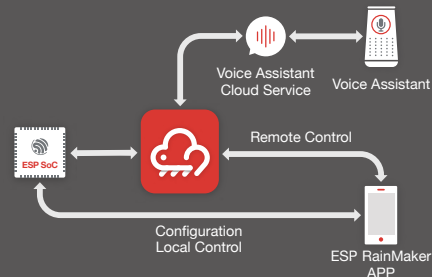 Voice Assistant
Cloud Service
Voice Assistant
ESP SoC
Remote Control
Configuration
Local Control
ESP RainMaker
APP